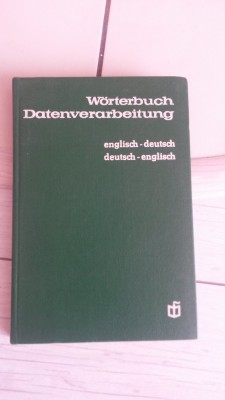 Wörterbuch
Datenverarbeitung
englisch-deutsch
deutsch-englisch